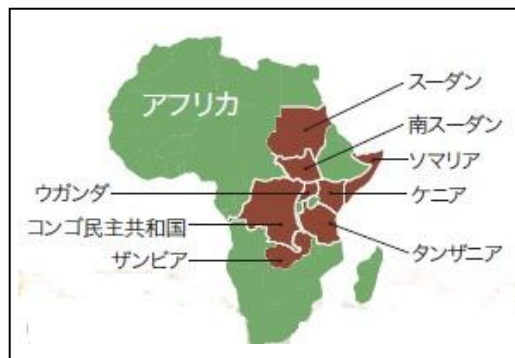 アフリカ
スーダン
南スーダン
ソマリア
ウガンダ
ケニア
コンゴ民主共和国
タンザニア
ザンビア